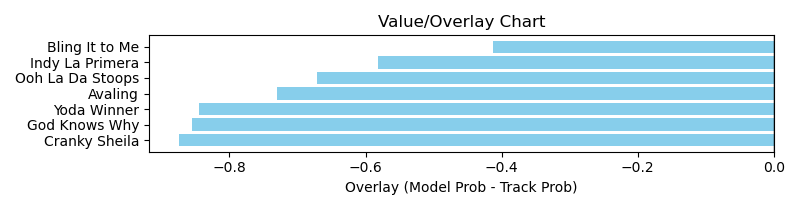 Value/Overlay Chart
Bling It to Me
Indy La Primera
Ooh La Da Stoops
Avaling
Yoda Winner
God Knows Why
Cranky Sheila
−0.8 −0.6 −0.4 −0.2 0.0
Overlay (Model Prob - Track Prob)